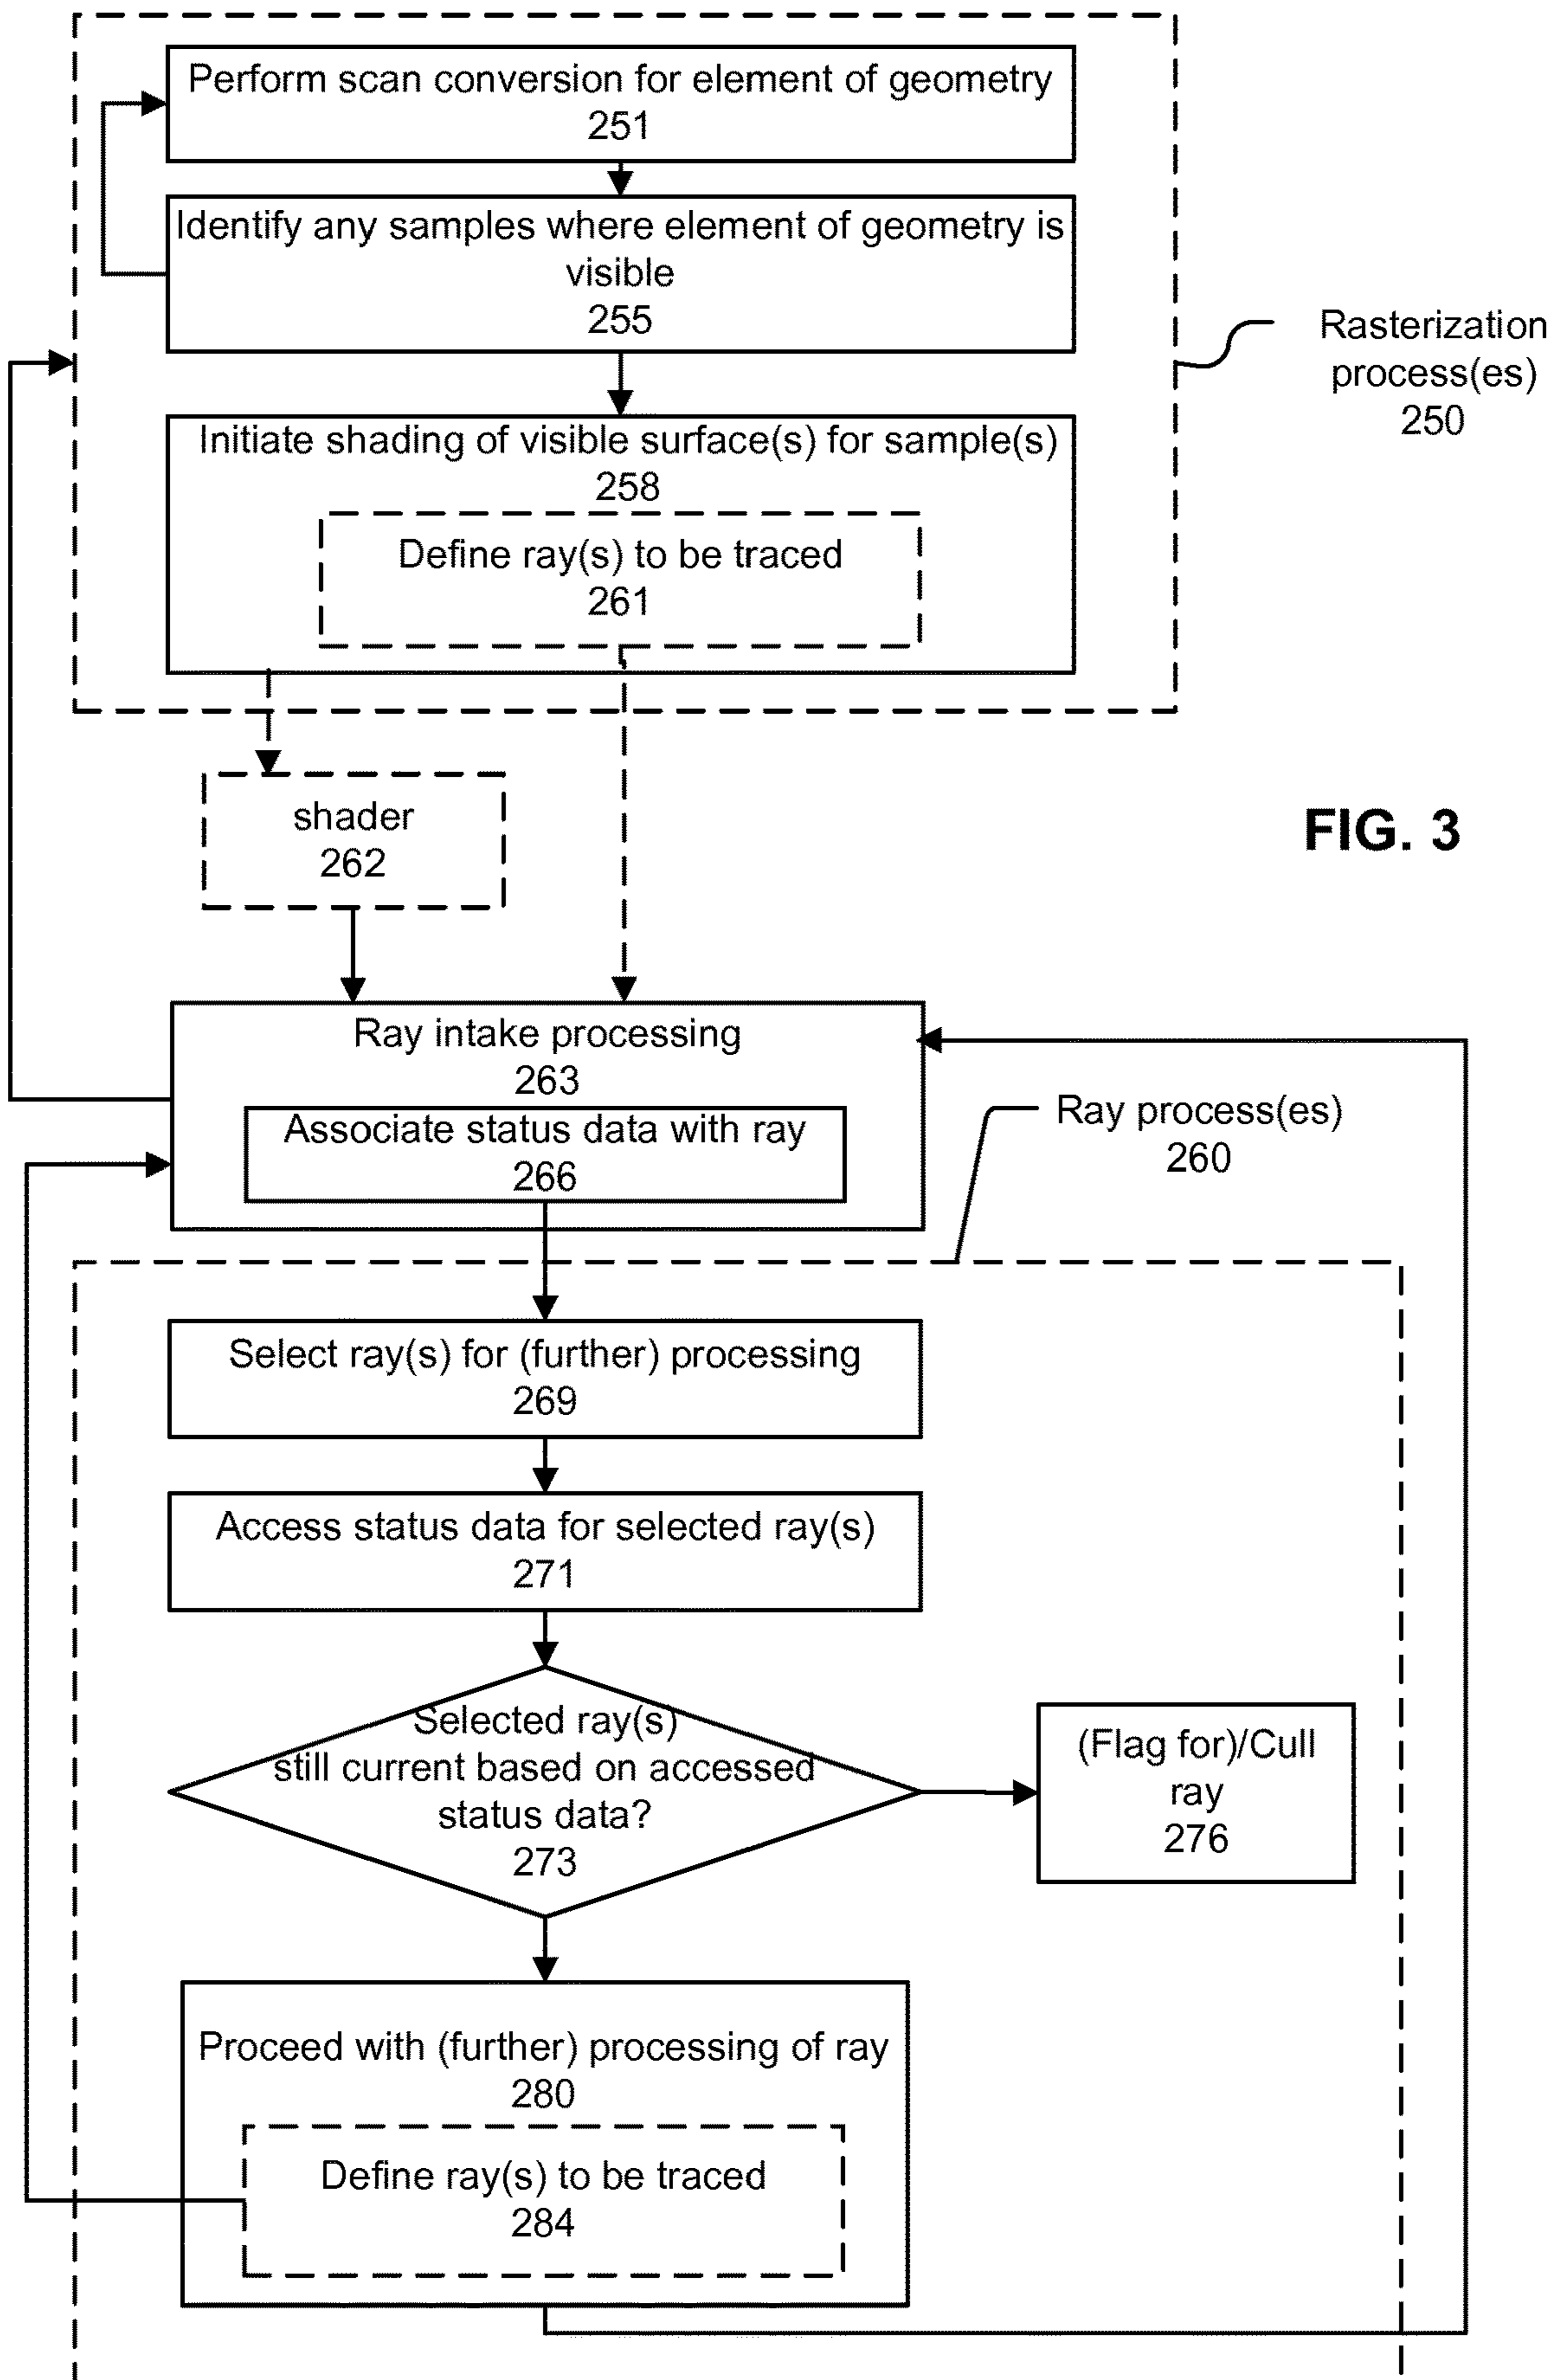 Perform scan conversion for element of geometry
251
Identify any samples where element of geometry is
visible
255
Rasterization
process(es)
250
Initiate shading of visible surface(s) for sample(s)
258
Define ray(s) to be traced
261
shader
262
FIG. 3
Ray intake processing
263
Associate status data with ray
266
Ray process(es)
260
Select ray(s) for (further) processing
269
Access status data for selected ray(s)
271
Selected ray(s)
still current based on accessed
status data?
273
(Flag for)/Cull
ray
276
Proceed with (further) processing of ray
280
Define ray(s) to be traced
284